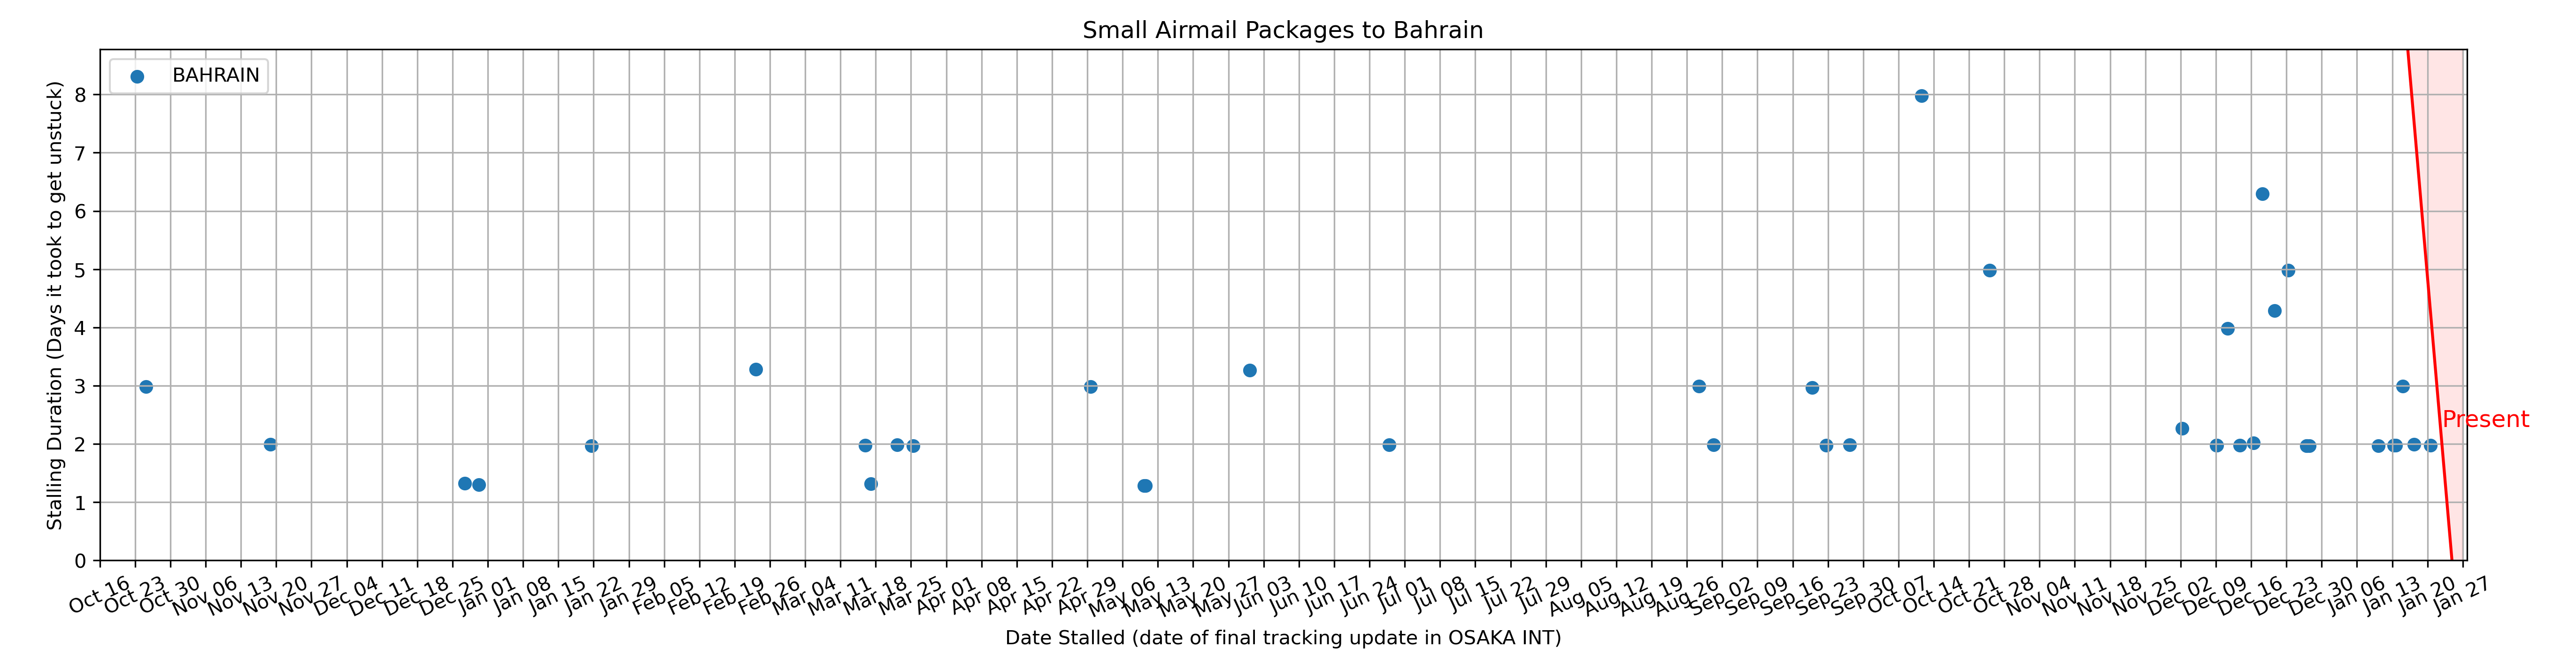 Small Airmail Packages to Bahrain
BAHRAIN
Stalling Duration (Days it took to get unstuck)
8
7
6
5
4
3
2
1
0
Present
Oct 16 Oct 23 Oct 30 Nov 06 Nov 13 Nov 20 Nov 27 Dec 04 Dec 11 Dec 18 Dec 25 Jan 01 Jan 08 Jan 15 Jan 22 Jan 29 Feb 05 Feb 12 Feb 19 Feb 26 Mar 04 Mar 11 Mar 18 Mar 25 Apr 01 Apr 08 Apr 15 Apr 22 Apr 29 May 06 May 13 May 20 May 27 Jun 03 Jun 10 Jun 17 Jun 24 Jul 01 Jul 08 Jul 15 Jul 22 Jul 29 Aug 05 Aug 12 Aug 19 Aug 26 Sep 02 Sep 09 Sep 16 Sep 23 Sep 30 Oct 07 Oct 14 Oct 21 Oct 28 Nov 04 Nov 11 Nov 18 Nov 25 Dec 02 Dec 09 Dec 16 Dec 23 Dec 30 Jan 06 Jan 13 Jan 20 Jan 27
Date Stalled (date of final tracking update in OSAKA INT)